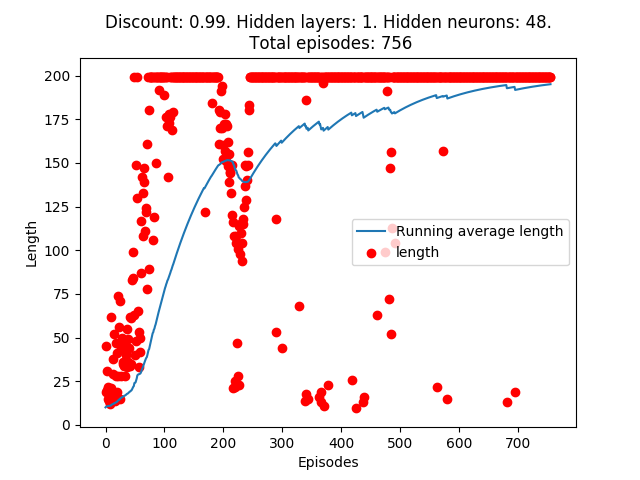 Discount: 0.99. Hidden layers: 1. Hidden neurons: 48.
Total episodes: 756
200
175
150
125
100
75
50
25
0
Length
Running average length
length
0 100 200 300 400 500 600 700
Episodes